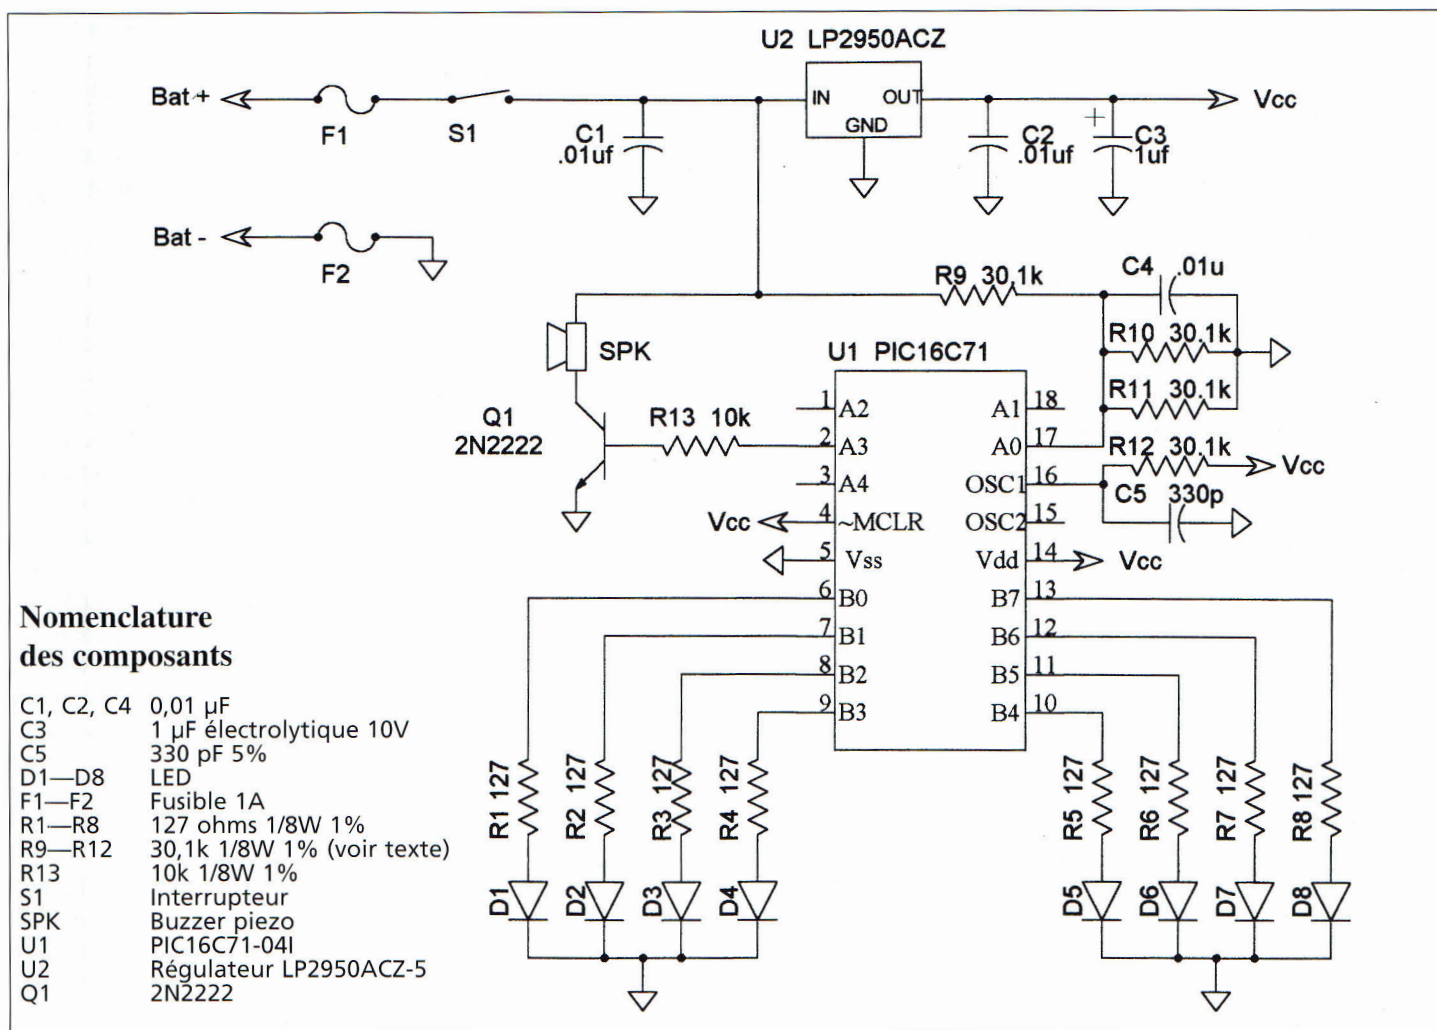 U2 LP2950ACZ
Bat +
F1
S1
C1
.01uf
IN
OUT
GND
C2
.01uf
+
C3
1uf
Vcc
Bat -
F2
R9 30,1k
C4 .01u
R10 30.1k
R11 30.1k
R12 30.1k
Vcc
C5 330p
SPK
Q1
2N2222
R13 10k
U1 PIC16C71
1 A2
2 A3
3 A4
Vcc 4 ~MCLR
5 Vss
6 B0
7 B1
8 B2
9 B3
A1 18
A0 17
OSC1 16
OSC2 15
Vdd 14 Vcc
B7 13
B6 12
B5 11
B4 10
R1 127
R2 127
R3 127
R4 127
R5 127
R6 127
R7 127
R8 127
D1
D2
D3
D4
D5
D6
D7
D8
Nomenclature
des composants
C1, C2, C4 0,01 µF
C3 1 µF électrolytique 10V
C5 330 pF 5%
D1—D8 LED
F1—F2 Fusible 1A
R1—R8 127 ohms 1/8W 1%
R9—R12 30,1k 1/8W 1% (voir texte)
R13 10k 1/8W 1%
S1 Interrupteur
SPK Buzzer piezo
U1 PIC16C71-04I
U2 Régulateur LP2950ACZ-5
Q1 2N2222